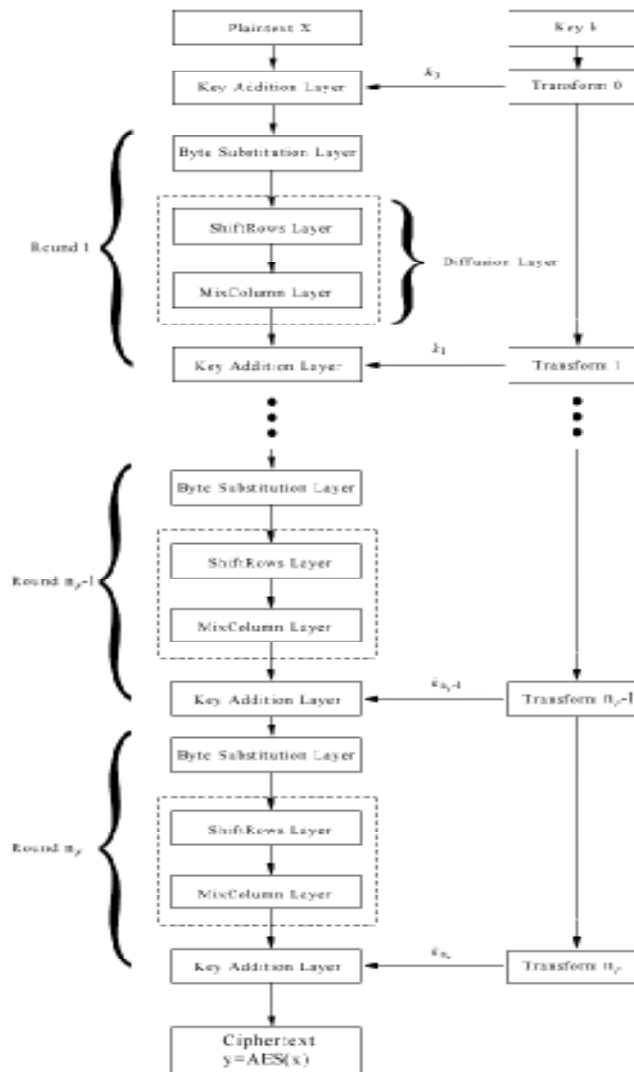 Plaintext X
Key k
Key Addition Layer
Transform 0
Byte Substitution Layer
Round 1
ShiftRows Layer
Diffusion Layer
MixColumn Layer
Key Addition Layer
k1
Transform 1
Byte Substitution Layer
ShiftRows Layer
Round nr-1
MixColumn Layer
Key Addition Layer
knr-1
Transform nr-1
Byte Substitution Layer
ShiftRows Layer
Round nr
MixColumn Layer
Key Addition Layer
Transform nr
Ciphertext
y=AES(x)